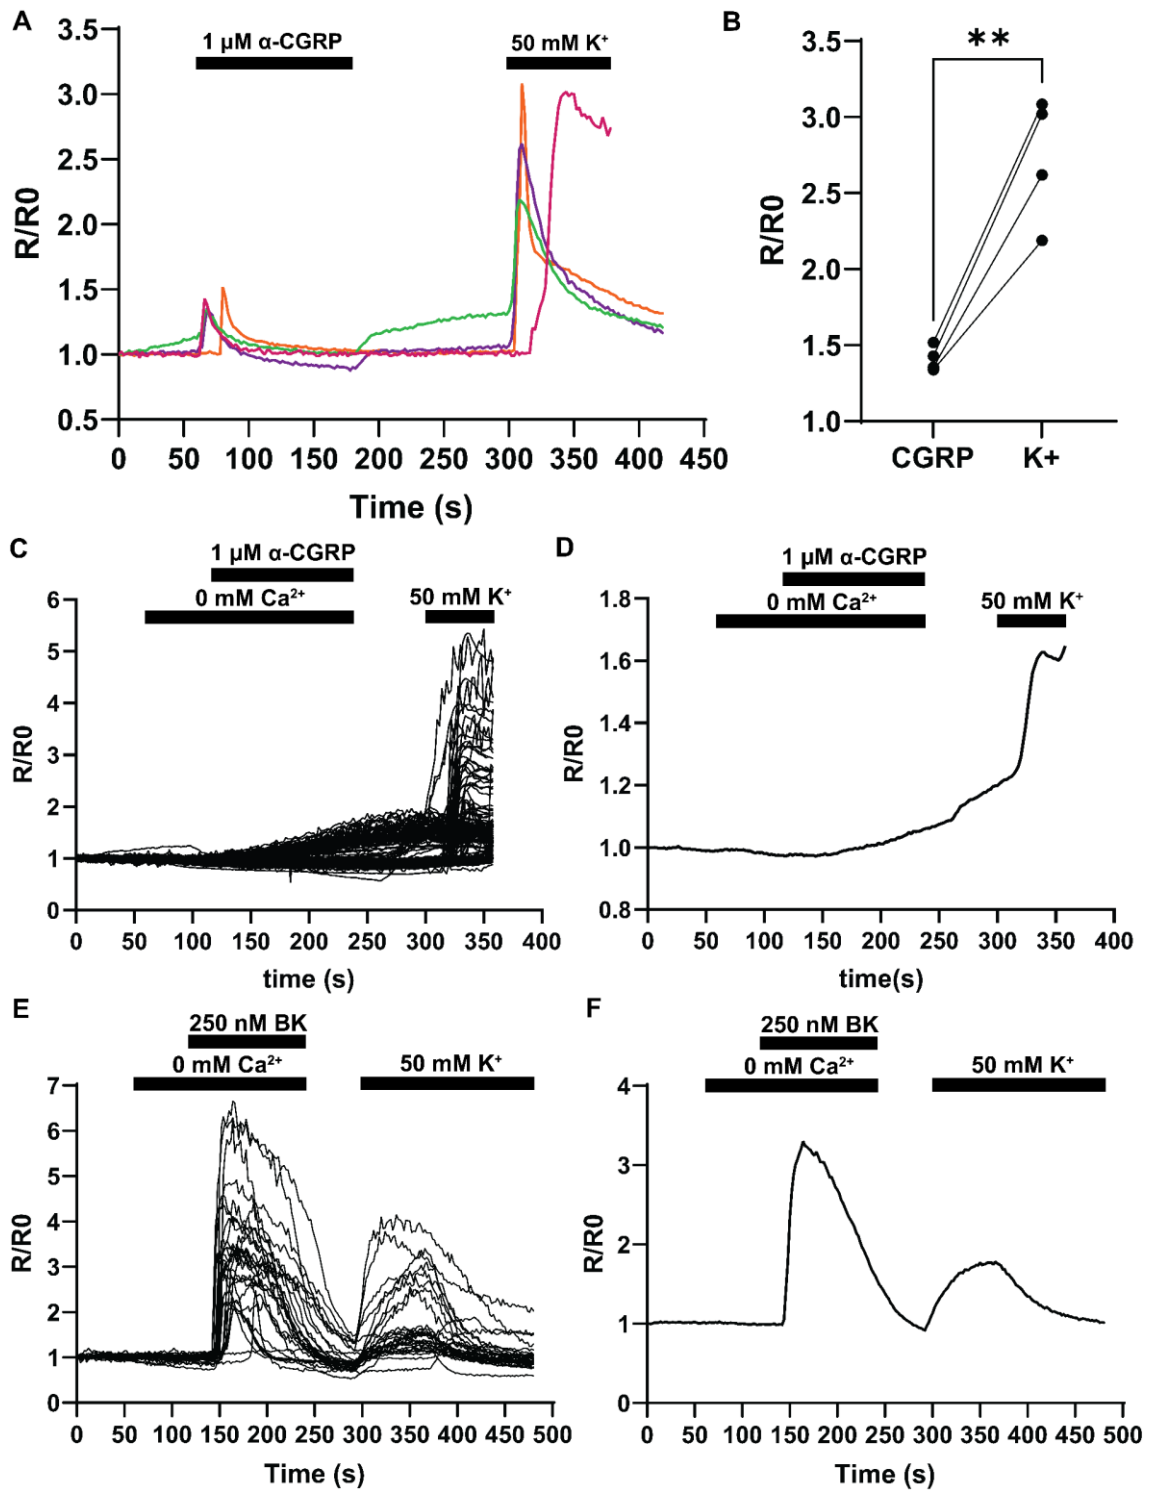 A
1 µM α-CGRP
50 mM K⁺
3.5
3.0
2.5
2.0
1.5
1.0
0.5
R/R0
0 50 100 150 200 250 300 350 400 450
Time (s)
B
**
3.5
3.0
2.5
2.0
1.5
1.0
R/R0
CGRP K+
C
1 µM α-CGRP
0 mM Ca²⁺
50 mM K⁺
6
5
4
3
2
1
0
R/R0
0 50 100 150 200 250 300 350 400
time (s)
D
1 µM α-CGRP
0 mM Ca²⁺
50 mM K⁺
1.8
1.6
1.4
1.2
1.0
0.8
R/R0
0 50 100 150 200 250 300 350 400
time(s)
E
250 nM BK
0 mM Ca²⁺
50 mM K⁺
7
6
5
4
3
2
1
0
R/R0
0 50 100 150 200 250 300 350 400 450 500
Time (s)
F
250 nM BK
0 mM Ca²⁺
50 mM K⁺
4
3
2
1
0
R/R0
0 50 100 150 200 250 300 350 400 450 500
Time (s)